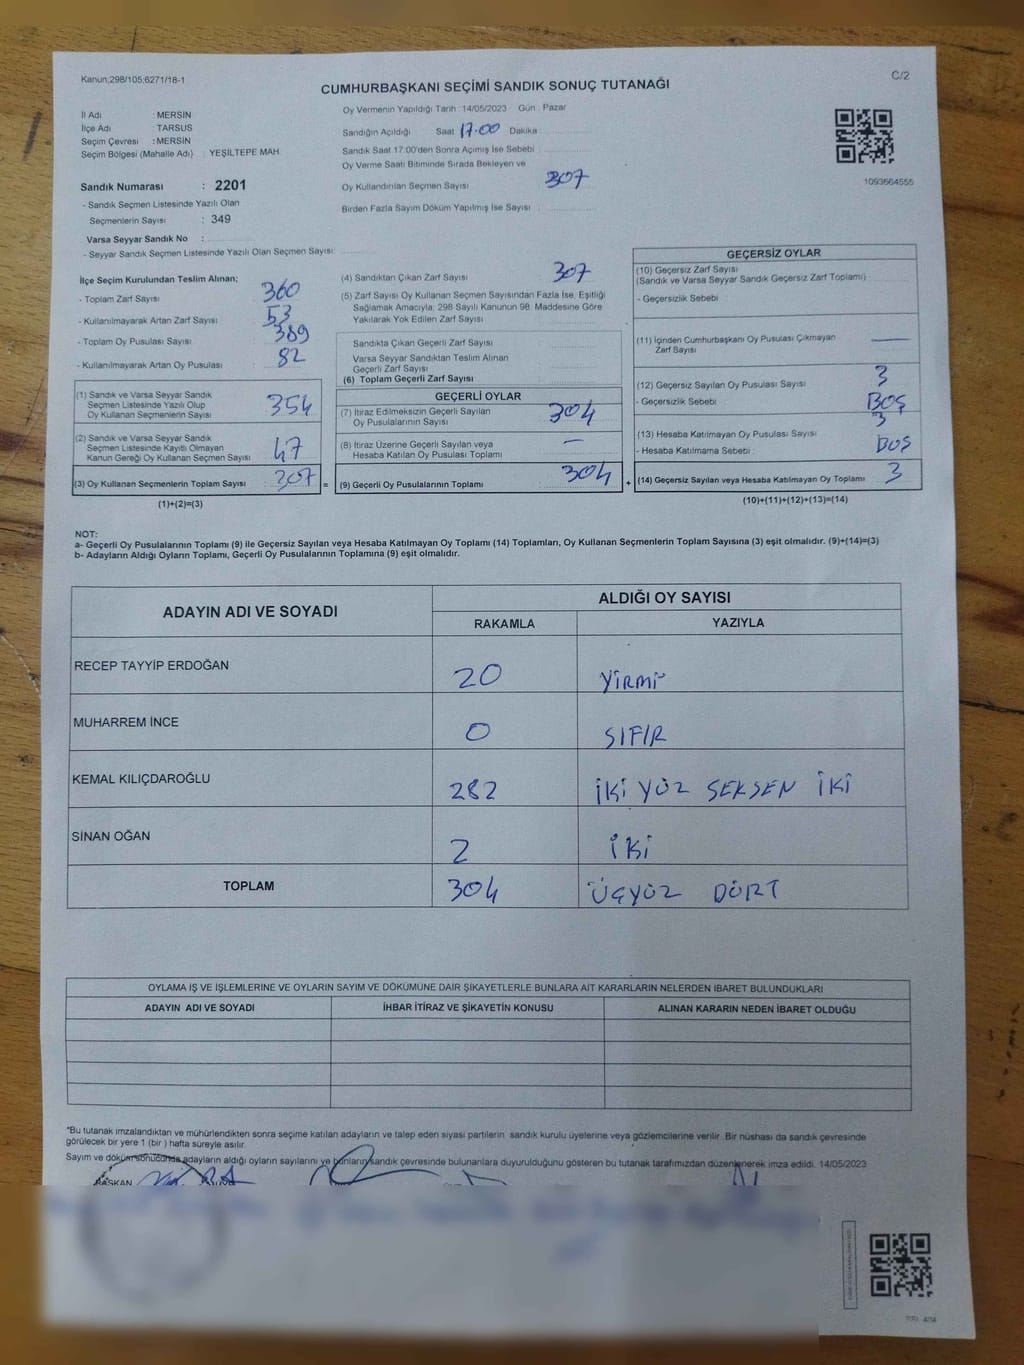 Kanun;298/105;6271/18-1
C/2
CUMHURBAŞKANI SEÇİMİ SANDIK SONUÇ TUTANAĞI
İl Adı : MERSİN
İlçe Adı : TARSUS
Seçim Çevresi : MERSİN
Seçim Bölgesi (Mahalle Adı) : YEŞİLTEPE MAH.
Sandık Numarası : 2201
- Sandık Seçmen Listesinde Yazılı Olan
Seçmenlerin Sayısı : 349
Varsa Seyyar Sandık No :
- Seyyar Sandık Seçmen Listesinde Yazılı Olan Seçmen Sayısı:
Oy Vermenin Yapıldığı Tarih : 14/05/2023 Gün : Pazar
Sandığın Açıldığı Saat 17.00 Dakika
Sandık Saat 17:00'den Sonra Açımış İse Sebebi :
Oy Verme Saati Bitiminde Sırada Bekleyen ve
Oy Kullandırılan Seçmen Sayısı : 307
Birden Fazla Sayım Döküm Yapılmış İse Sayısı :
1093664555
İlçe Seçim Kurulundan Teslim Alınan;
- Toplam Zarf Sayısı : 360
- Kullanılmayarak Artan Zarf Sayısı : 53
- Toplam Oy Pusulası Sayısı : 389
- Kullanılmayarak Artan Oy Pusulası : 82
(1) Sandık ve Varsa Seyyar Sandık
Seçmen Listesinde Yazılı Olup
Oy Kullanan Seçmenlerin Sayısı : 354
(2) Sandık ve Varsa Seyyar Sandık
Seçmen Listesinde Kayıtlı Olmayan
Kanun Gereği Oy Kullanan Seçmen Sayısı : 47
(3) Oy Kullanan Seçmenlerin Toplam Sayısı : 307 =
(1)+(2)=(3)
(4) Sandıktan Çıkan Zarf Sayısı : 307
(5) Zarf Sayısı Oy Kullanan Seçmen Sayısından Fazla İse, Eşitliği
Sağlamak Amacıyla; 298 Sayılı Kanunun 98. Maddesine Göre
Yakılarak Yok Edilen Zarf Sayısı :
Sandıkta Çıkan Geçerli Zarf Sayısı :
Varsa Seyyar Sandıktan Teslim Alınan
Geçerli Zarf Sayısı :
(6) Toplam Geçerli Zarf Sayısı :
GEÇERLİ OYLAR
(7) İtiraz Edilmeksizin Geçerli Sayılan
Oy Pusulasının Sayısı : 304
(8) İtiraz Üzerine Geçerli Sayılan veya
Hesaba Katılan Oy Pusulası Toplamı : —
(9) Geçerli Oy Pusulalarının Toplamı : 304 +
GEÇERSİZ OYLAR
(10) Geçersiz Zarf Sayısı
(Sandık ve Varsa Seyyar Sandık Geçersiz Zarf Toplamı) :
- Geçersizlik Sebebi :
(11) İçinden Cumhurbaşkanı Oy Pusulası Çıkmayan
Zarf Sayısı : —
(12) Geçersiz Sayılan Oy Pusulası Sayısı : 3
- Geçersizlik Sebebi : BOŞ
3
(13) Hesaba Katılmayan Oy Pusulası Sayısı :
- Hesaba Katılmama Sebebi : BOS
(14) Geçersiz Sayılan veya Hesaba Katılmayan Oy Toplamı : 3
(10)+(11)+(12)+(13)=(14)
NOT:
a- Geçerli Oy Pusulalarının Toplamı (9) ile Geçersiz Sayılan veya Hesaba Katılmayan Oy Toplamı (14) Toplamları, Oy Kullanan Seçmenlerin Toplam Sayısına (3) eşit olmalıdır. (9)+(14)=(3)
b- Adayların Aldığı Oyların Toplamı, Geçerli Oy Pusulalarının Toplamına (9) eşit olmalıdır.
ADAYIN ADI VE SOYADI ALDIĞI OY SAYISI
RAKAMLA YAZIYLA
RECEP TAYYİP ERDOĞAN 20 YİRMİ
MUHARREM İNCE 0 SIFIR
KEMAL KILIÇDAROĞLU 282 İKİ YÜZ SEKSEN İKİ
SİNAN OĞAN 2 İKİ
TOPLAM 304 ÜÇYÜZ DÖRT
OYLAMA İŞ VE İŞLEMLERİNE VE OYLARIN SAYIM VE DÖKÜMÜNE DAİR ŞİKAYETLERLE BUNLARA AİT KARARLARIN NELERDEN İBARET BULUNDUKLARI
ADAYIN ADI VE SOYADI İHBAR İTİRAZ VE ŞİKAYETİN KONUSU ALINAN KARARIN NEDEN İBARET OLDUĞU
*Bu tutanak imzalandıktan ve mühürlendikten sonra seçime katılan adayların ve talep eden siyasi partilerin sandık kurulu üyelerine veya gözlemcilerine verilir. Bir nüshası da sandık çevresinde
görülecek bir yere 1 (bir) hafta süreyle asılır.
Sayım ve döküm sonucunda adayların aldığı oyların sayılarını ve bunların sandık çevresinde bulunanlara duyurulduğunu gösteren bu tutanak tarafımızdan düzenlenerek imza edildi. 14/05/2023
BAŞKAN